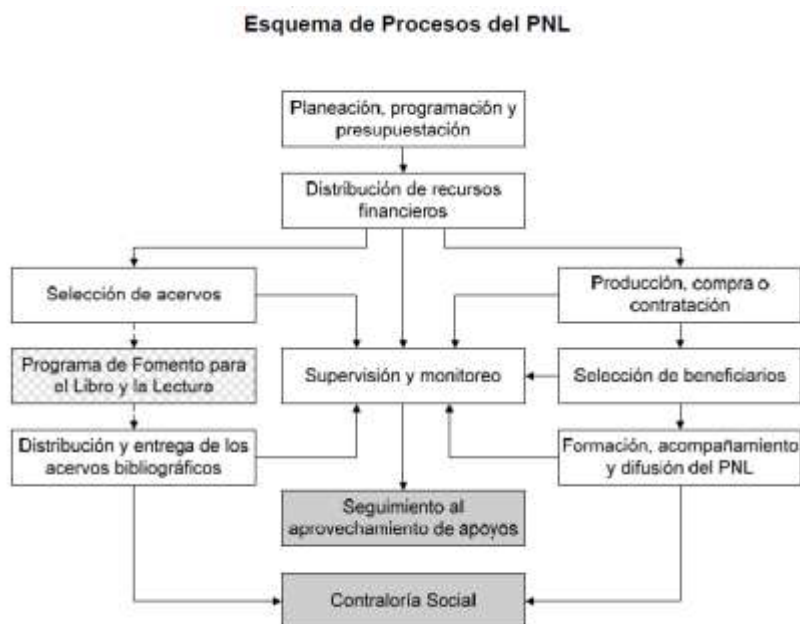 Esquema de Procesos del PNL
Planeación, programación y
presupuestación
Distribución de recursos
financieros
Selección de acervos
Producción, compra o
contratación
Programa de Fomento para
el Libro y la Lectura
Supervisión y monitoreo
Selección de beneficiarios
Distribución y entrega de los
acervos bibliográficos
Formación, acompañamiento
y difusión del PNL
Seguimiento al
aprovechamiento de apoyos
Contraloría Social